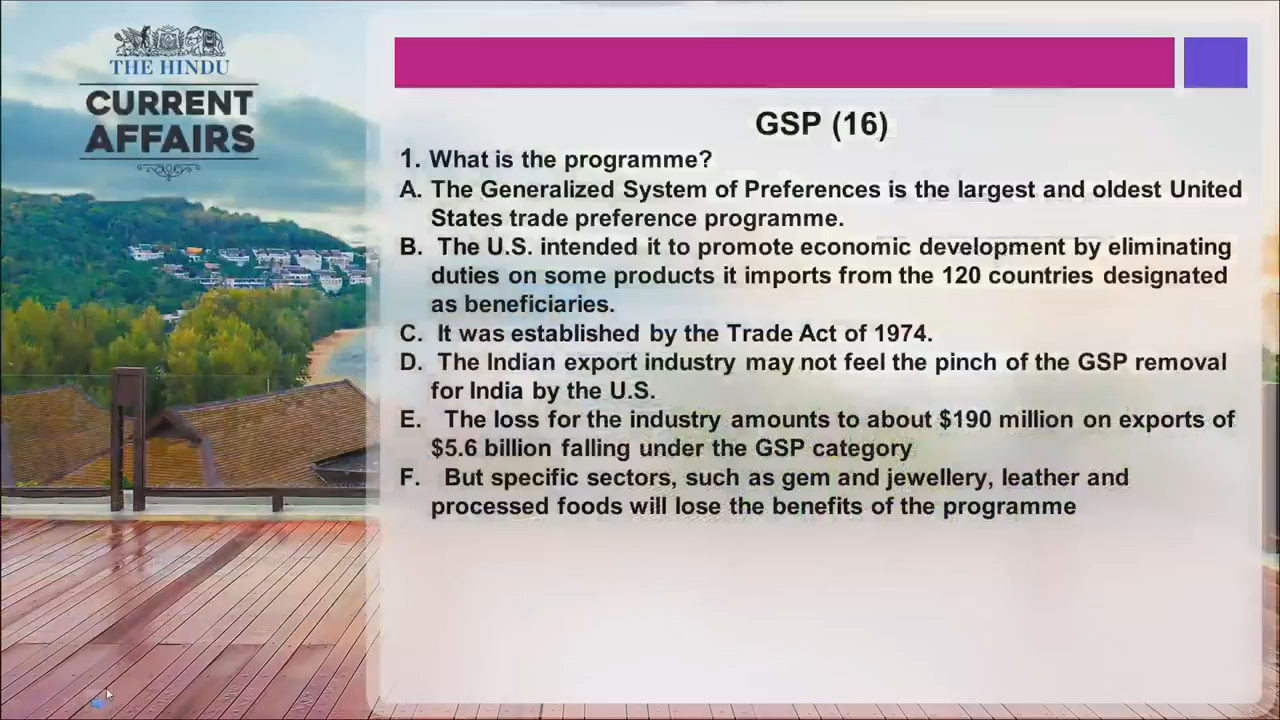 THE HINDU
CURRENT
AFFAIRS
GSP (16)
1. What is the programme?
A. The Generalized System of Preferences is the largest and oldest United
States trade preference programme.
B. The U.S. intended it to promote economic development by eliminating
duties on some products it imports from the 120 countries designated
as beneficiaries.
C. It was established by the Trade Act of 1974.
D. The Indian export industry may not feel the pinch of the GSP removal
for India by the U.S.
E. The loss for the industry amounts to about $190 million on exports of
$5.6 billion falling under the GSP category
F. But specific sectors, such as gem and jewellery, leather and
processed foods will lose the benefits of the programme